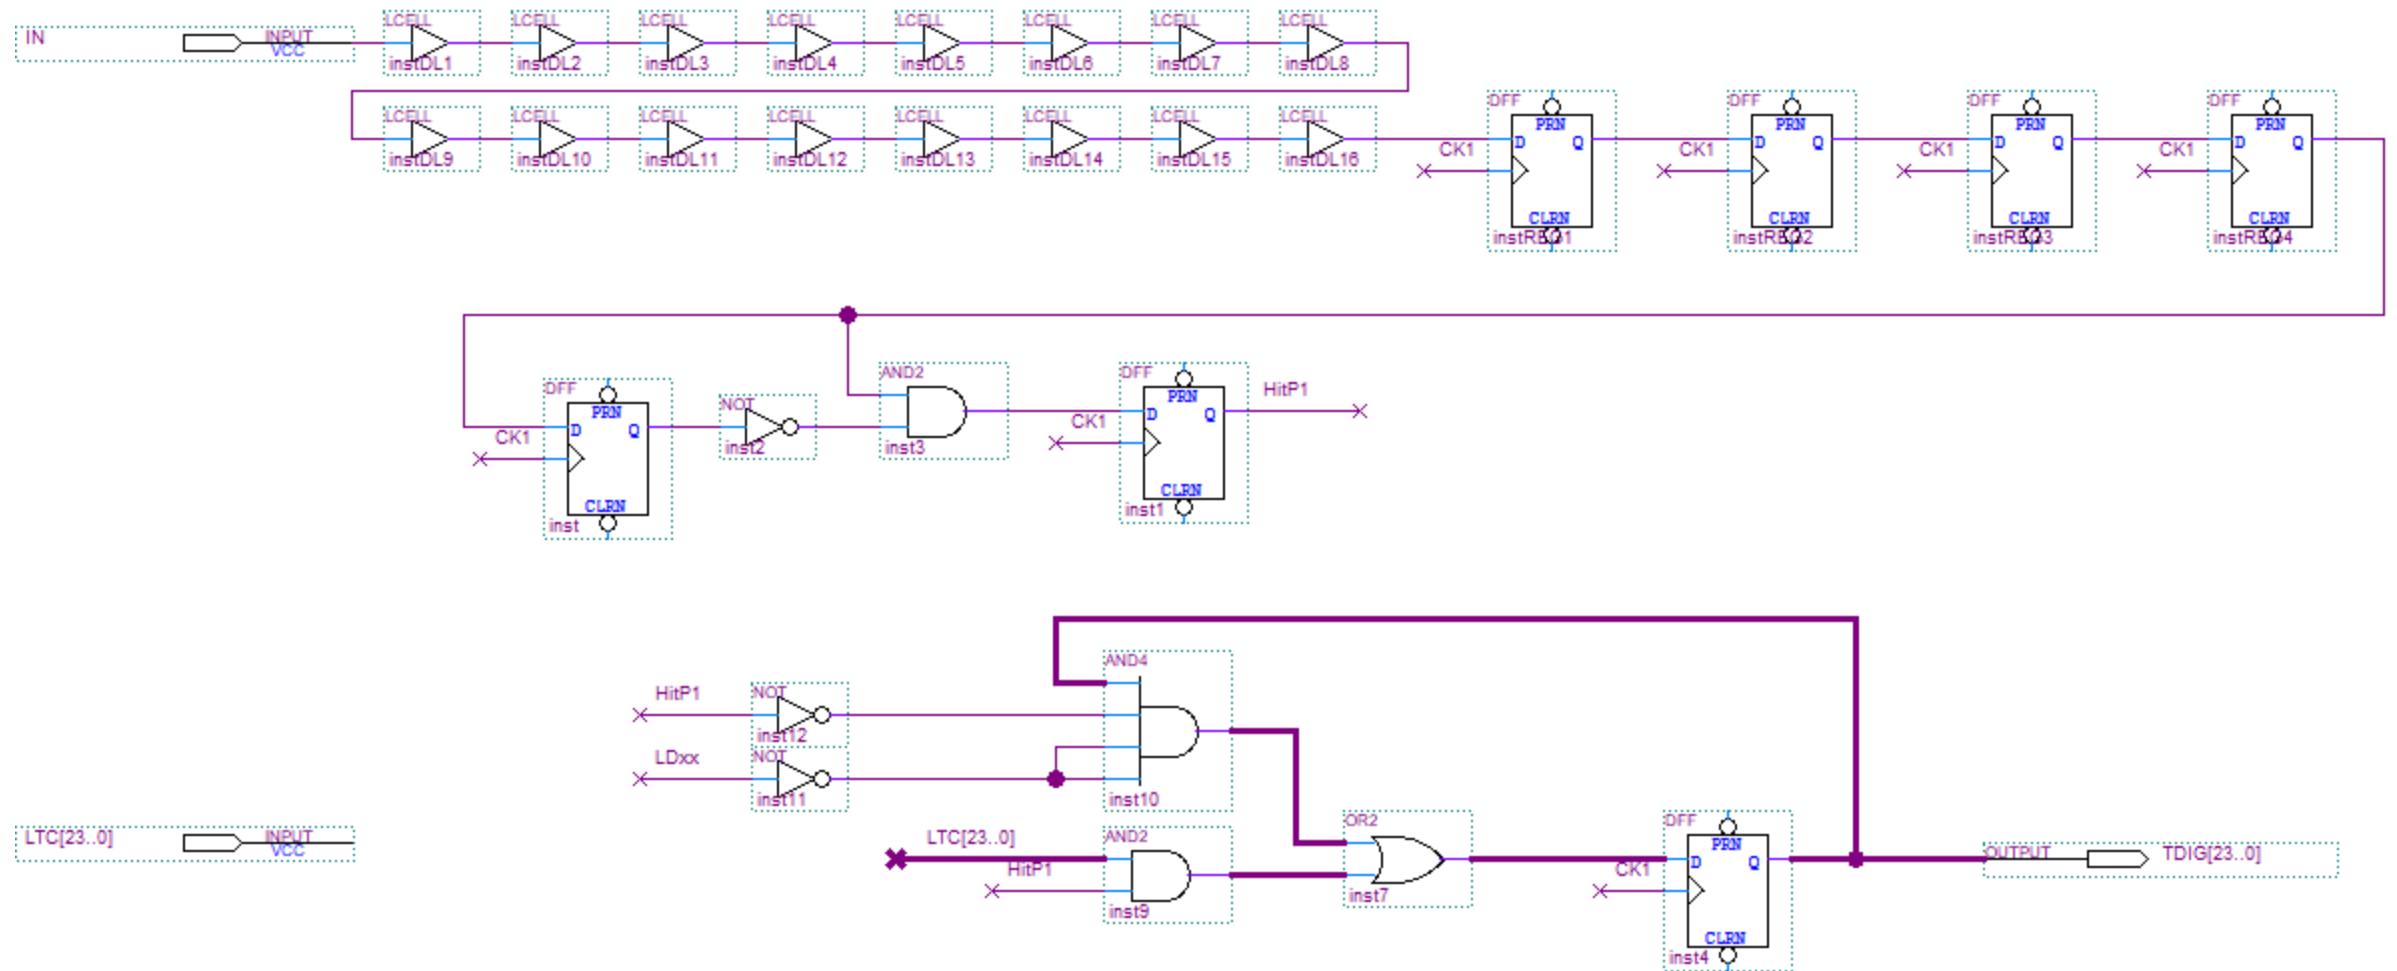 IN INPUT VCC
LCELL LCELL LCELL LCELL LCELL LCELL LCELL LCELL
instDL1 instDL2 instDL3 instDL4 instDL5 instDL6 instDL7 instDL8
LCELL LCELL LCELL LCELL LCELL LCELL LCELL LCELL
instDL9 instDL10 instDL11 instDL12 instDL13 instDL14 instDL15 instDL16
DFF DFF DFF DFF
PRN PRN PRN PRN
CK1 D Q CK1 D Q CK1 D Q CK1 D Q
CLRN CLRN CLRN CLRN
instREG1 instREG2 instREG3 instREG4
DFF
PRN
CK1 D Q
CLRN
inst
NOT
inst2
AND2
inst3
DFF
PRN
CK1 D Q
CLRN
inst1
HitP1
HitP1 NOT
inst12
LDxx NOT
inst11
AND4
inst10
LTC[23..0] INPUT VCC
LTC[23..0] AND2
HitP1
inst9
OR2
inst7
DFF
PRN
CK1 D Q
CLRN
inst4
OUTPUT TDIG[23..0]